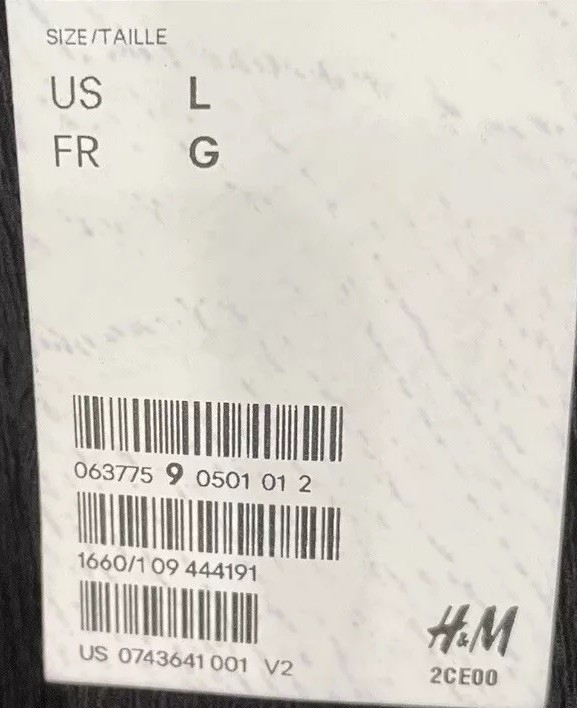 SIZE/TAILLE
US L
FR G
063775 9 0501 01 2
1660/1 09 444191
US 0743641 001 V2
H&M
2CE00